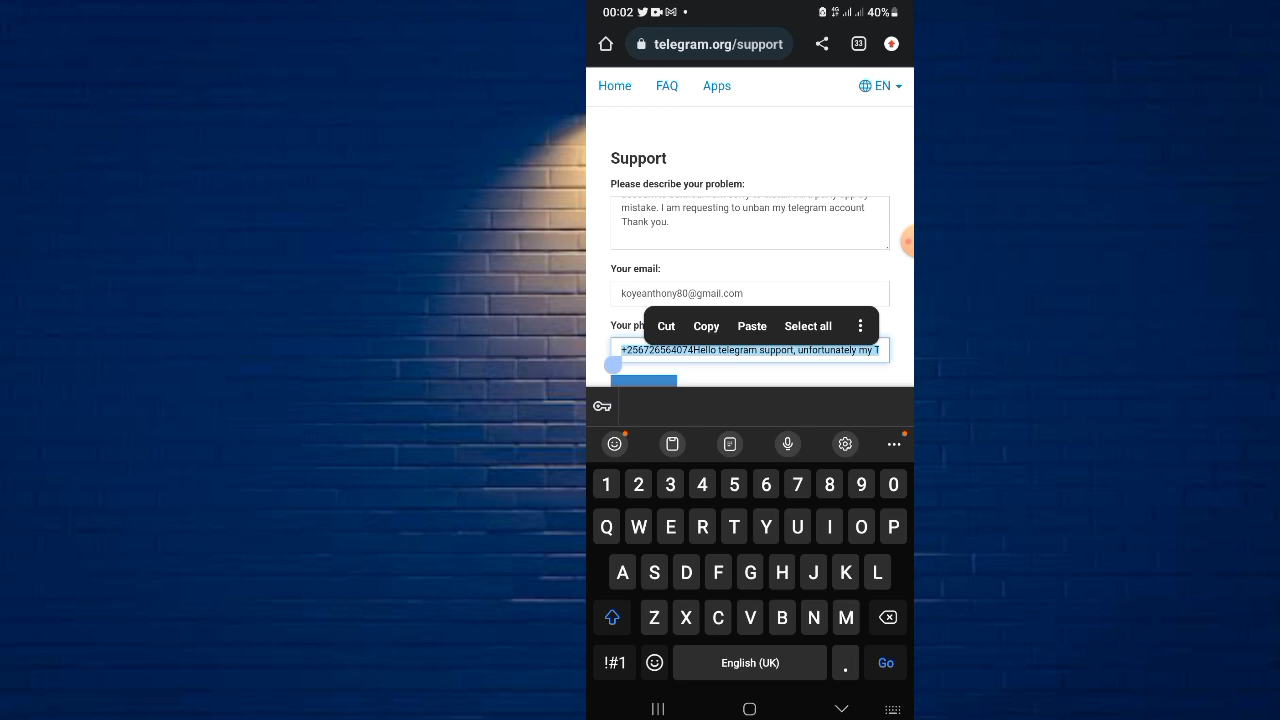 00:02 40%
telegram.org/support 33
Home FAQ Apps EN
Support
Please describe your problem:
mistake. I am requesting to unban my telegram account
Thank you.
Your email:
koyeanthony80@gmail.com
Your ph
Cut Copy Paste Select all
+256726564074Hello telegram support, unfortunately my T
1 2 3 4 5 6 7 8 9 0
Q W E R T Y U I O P
A S D F G H J K L
Z X C V B N M
!#1 English (UK) . Go